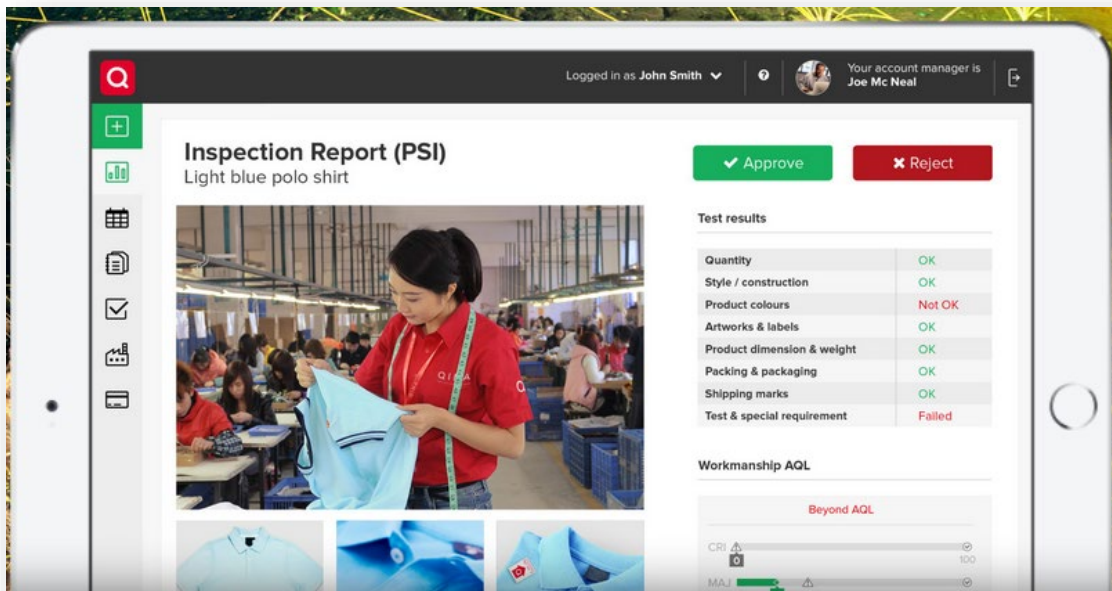 Q
Logged in as John Smith
?
Your account manager is
Joe Mc Neal
Inspection Report (PSI)
Light blue polo shirt
Approve
Reject
Test results
Quantity OK
Style / construction OK
Product colours Not OK
Artworks & labels OK
Product dimension & weight OK
Packing & packaging OK
Shipping marks OK
Test & special requirement Failed
Workmanship AQL
Beyond AQL
CRI
0
100
MAJ